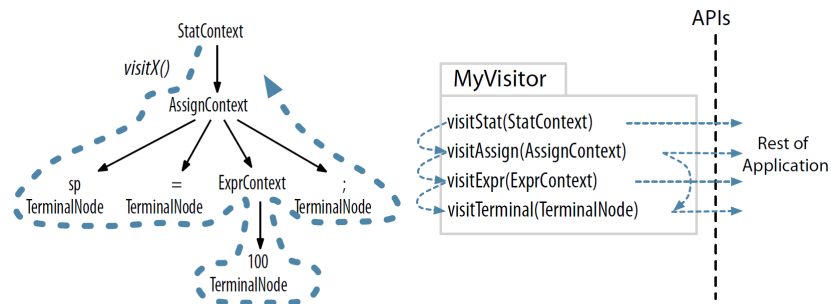 StatContext
visitX()
AssignContext
sp
TerminalNode
=
TerminalNode
ExprContext
;
TerminalNode
100
TerminalNode
MyVisitor
visitStat(StatContext)
visitAssign(AssignContext)
visitExpr(ExprContext)
visitTerminal(TerminalNode)
APIs
Rest of
Application